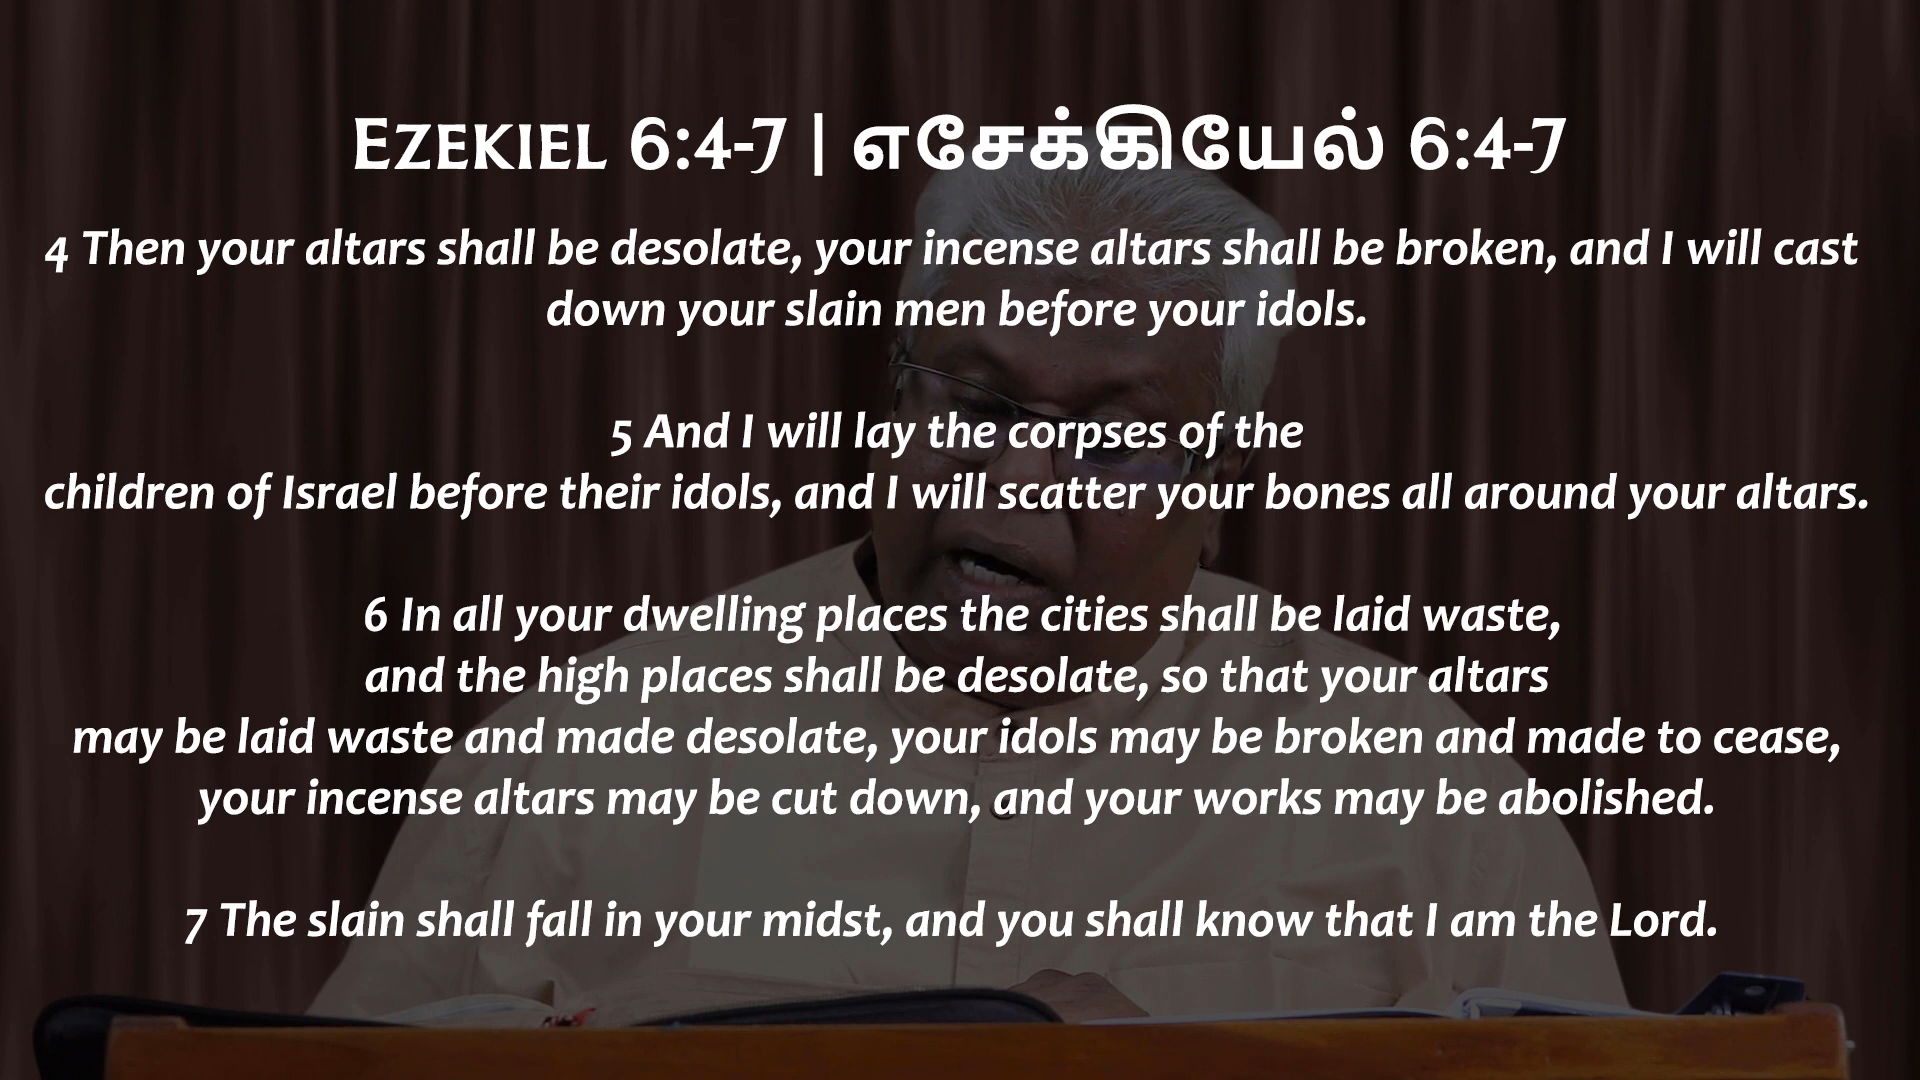 Ezekiel 6:4-7 | எசேக்கியேல் 6:4-7
4 Then your altars shall be desolate, your incense altars shall be broken, and I will cast
down your slain men before your idols.
5 And I will lay the corpses of the
children of Israel before their idols, and I will scatter your bones all around your altars.
6 In all your dwelling places the cities shall be laid waste,
and the high places shall be desolate, so that your altars
may be laid waste and made desolate, your idols may be broken and made to cease,
your incense altars may be cut down, and your works may be abolished.
7 The slain shall fall in your midst, and you shall know that I am the Lord.